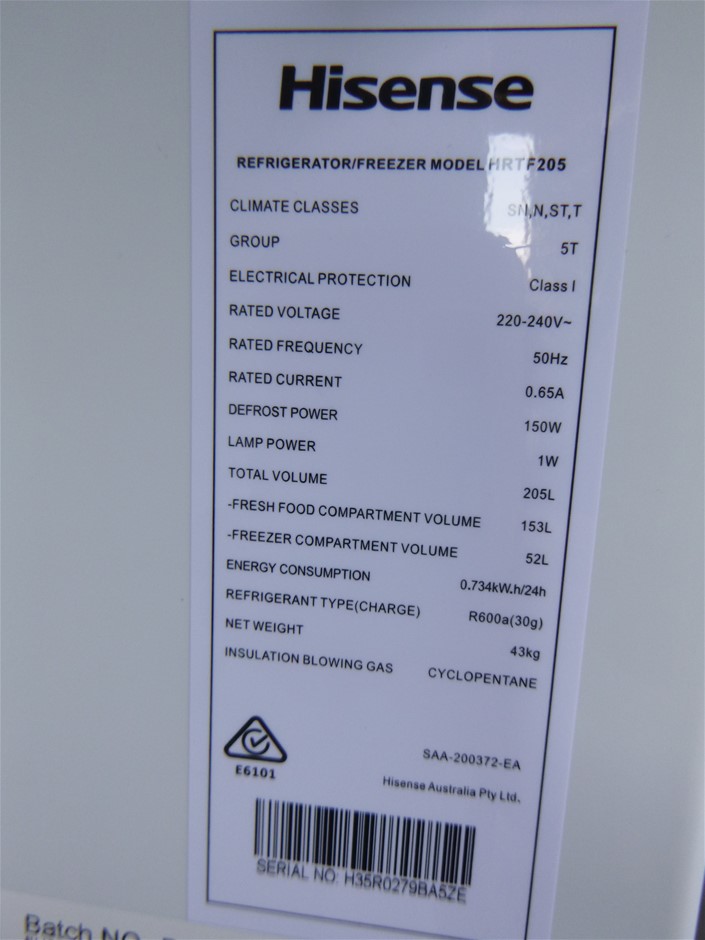 Hisense
REFRIGERATOR/FREEZER MODEL HRTF205
CLIMATE CLASSES SN,N,ST,T
GROUP 5T
ELECTRICAL PROTECTION Class I
RATED VOLTAGE 220-240V~
RATED FREQUENCY 50Hz
RATED CURRENT 0.65A
DEFROST POWER 150W
LAMP POWER 1W
TOTAL VOLUME 205L
-FRESH FOOD COMPARTMENT VOLUME 153L
-FREEZER COMPARTMENT VOLUME 52L
ENERGY CONSUMPTION 0.734kW.h/24h
REFRIGERANT TYPE(CHARGE) R600a(30g)
NET WEIGHT 43kg
INSULATION BLOWING GAS CYCLOPENTANE
SAA-200372-EA
E6101
Hisense Australia Pty Ltd.
SERIAL NO: H35R0279BA5ZE
Batch NO